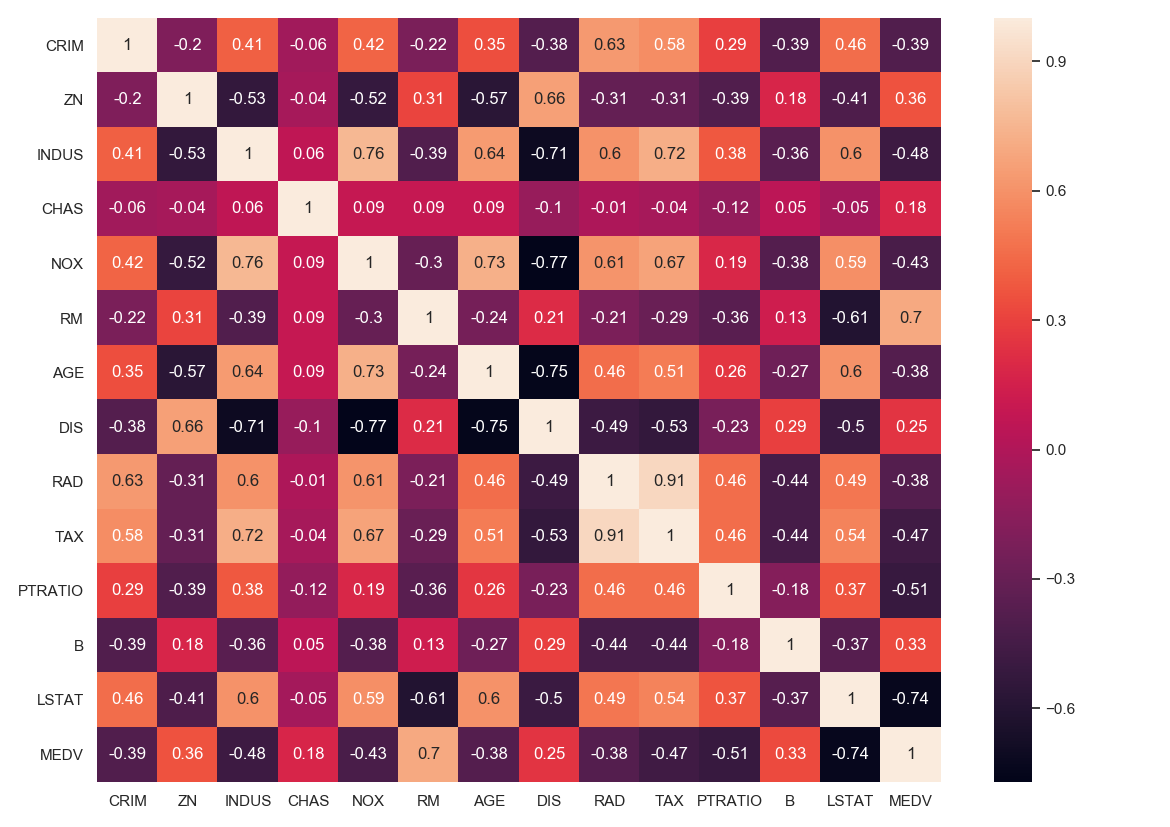 CRIM 1 -0.2 0.41 -0.06 0.42 -0.22 0.35 -0.38 0.63 0.58 0.29 -0.39 0.46 -0.39
ZN -0.2 1 -0.53 -0.04 -0.52 0.31 -0.57 0.66 -0.31 -0.31 -0.39 0.18 -0.41 0.36
INDUS 0.41 -0.53 1 0.06 0.76 -0.39 0.64 -0.71 0.6 0.72 0.38 -0.36 0.6 -0.48
CHAS -0.06 -0.04 0.06 1 0.09 0.09 0.09 -0.1 -0.01 -0.04 -0.12 0.05 -0.05 0.18
NOX 0.42 -0.52 0.76 0.09 1 -0.3 0.73 -0.77 0.61 0.67 0.19 -0.38 0.59 -0.43
RM -0.22 0.31 -0.39 0.09 -0.3 1 -0.24 0.21 -0.21 -0.29 -0.36 0.13 -0.61 0.7
AGE 0.35 -0.57 0.64 0.09 0.73 -0.24 1 -0.75 0.46 0.51 0.26 -0.27 0.6 -0.38
DIS -0.38 0.66 -0.71 -0.1 -0.77 0.21 -0.75 1 -0.49 -0.53 -0.23 0.29 -0.5 0.25
RAD 0.63 -0.31 0.6 -0.01 0.61 -0.21 0.46 -0.49 1 0.91 0.46 -0.44 0.49 -0.38
TAX 0.58 -0.31 0.72 -0.04 0.67 -0.29 0.51 -0.53 0.91 1 0.46 -0.44 0.54 -0.47
PTRATIO 0.29 -0.39 0.38 -0.12 0.19 -0.36 0.26 -0.23 0.46 0.46 1 -0.18 0.37 -0.51
B -0.39 0.18 -0.36 0.05 -0.38 0.13 -0.27 0.29 -0.44 -0.44 -0.18 1 -0.37 0.33
LSTAT 0.46 -0.41 0.6 -0.05 0.59 -0.61 0.6 -0.5 0.49 0.54 0.37 -0.37 1 -0.74
MEDV -0.39 0.36 -0.48 0.18 -0.43 0.7 -0.38 0.25 -0.38 -0.47 -0.51 0.33 -0.74 1
CRIM ZN INDUS CHAS NOX RM AGE DIS RAD TAX PTRATIO B LSTAT MEDV
0.9
0.6
0.3
0.0
−0.3
−0.6